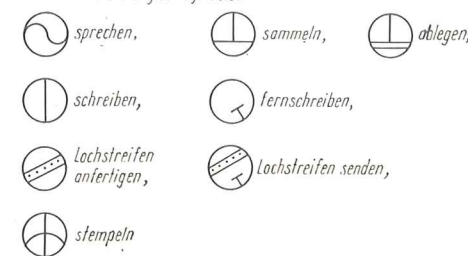 sprechen,
sammeln,
ablegen,
schreiben,
fernschreiben,
Lochstreifen
anfertigen,
Lochstreifen senden,
stempeln